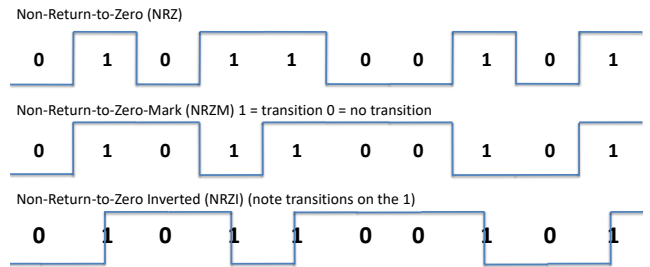 Non-Return-to-Zero (NRZ)
0 1 0 1 1 0 0 1 0 1
Non-Return-to-Zero-Mark (NRZM) 1 = transition 0 = no transition
0 1 0 1 1 0 0 1 0 1
Non-Return-to-Zero Inverted (NRZI) (note transitions on the 1)
0 1 0 1 1 0 0 1 0 1